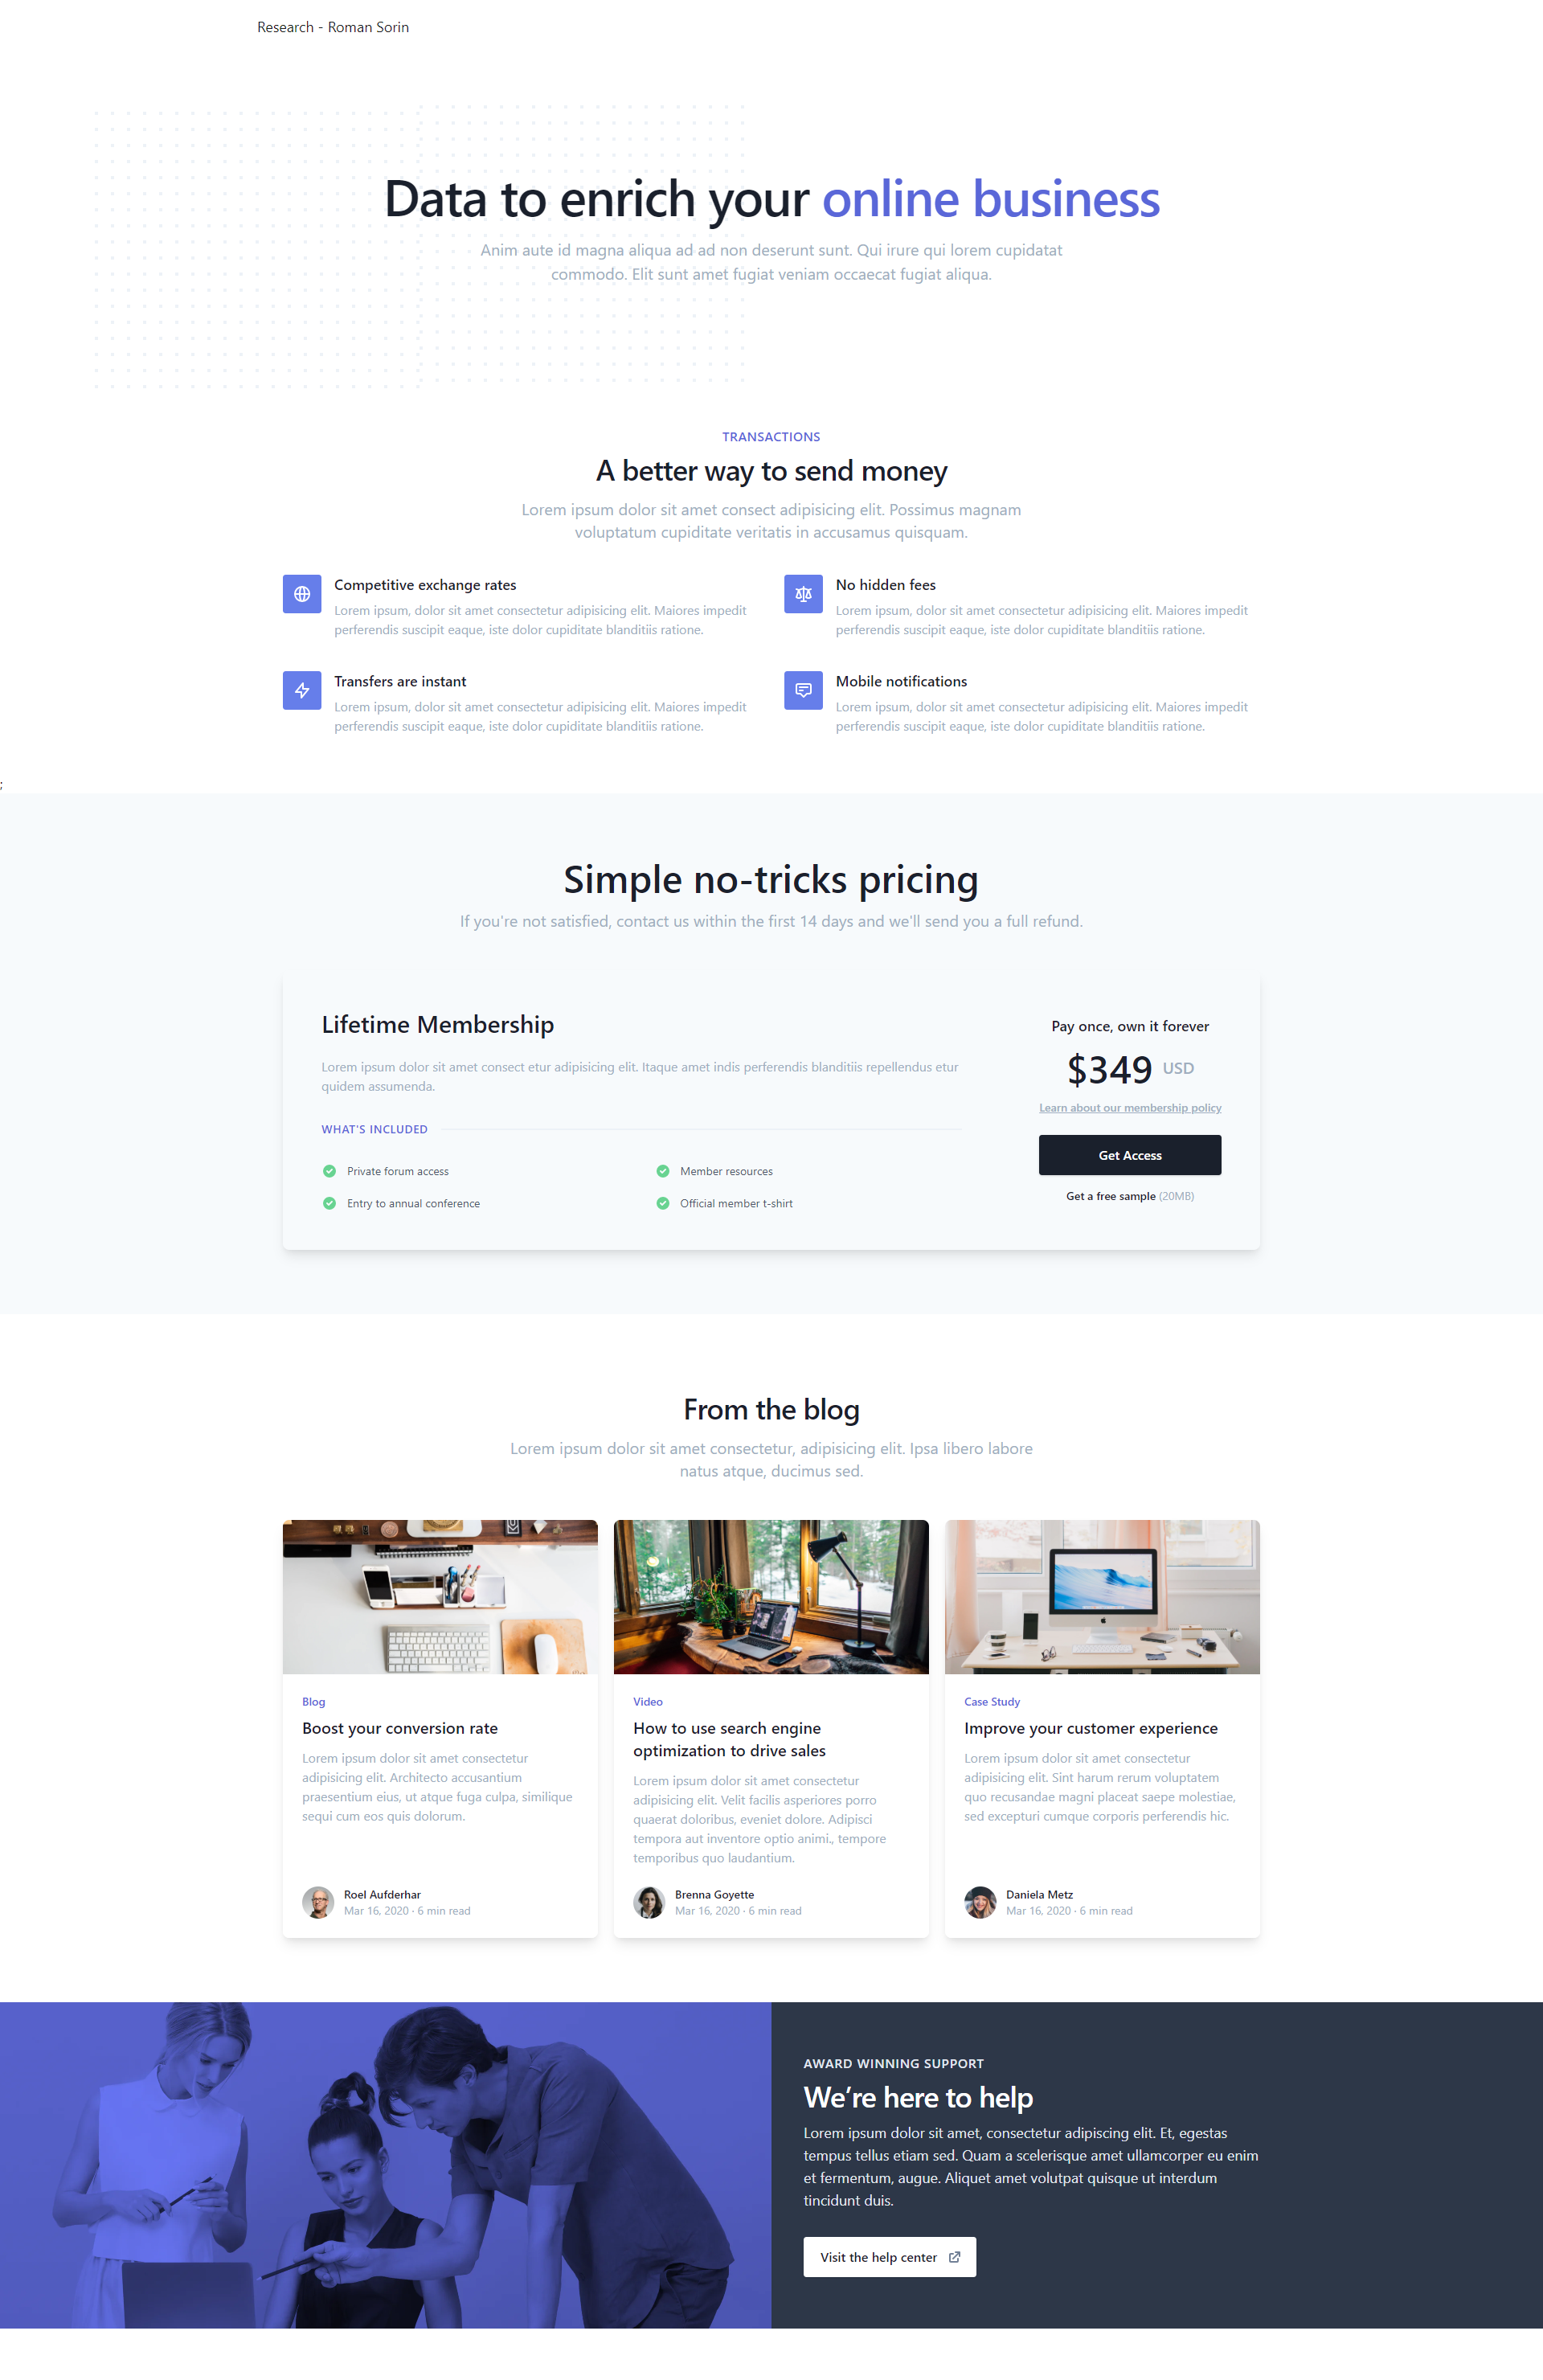 Research - Roman Sorin
Data to enrich your online business
Anim aute id magna aliqua ad ad non deserunt sunt. Qui irure qui lorem cupidatat
commodo. Elit sunt amet fugiat veniam occaecat fugiat aliqua.
TRANSACTIONS
A better way to send money
Lorem ipsum dolor sit amet consect adipisicing elit. Possimus magnam
voluptatum cupiditate veritatis in accusamus quisquam.
Competitive exchange rates
Lorem ipsum, dolor sit amet consectetur adipisicing elit. Maiores impedit
perferendis suscipit eaque, iste dolor cupiditate blanditiis ratione.
No hidden fees
Lorem ipsum, dolor sit amet consectetur adipisicing elit. Maiores impedit
perferendis suscipit eaque, iste dolor cupiditate blanditiis ratione.
Transfers are instant
Lorem ipsum, dolor sit amet consectetur adipisicing elit. Maiores impedit
perferendis suscipit eaque, iste dolor cupiditate blanditiis ratione.
Mobile notifications
Lorem ipsum, dolor sit amet consectetur adipisicing elit. Maiores impedit
perferendis suscipit eaque, iste dolor cupiditate blanditiis ratione.
;
Simple no-tricks pricing
If you're not satisfied, contact us within the first 14 days and we'll send you a full refund.
Lifetime Membership
Lorem ipsum dolor sit amet consect etur adipisicing elit. Itaque amet indis perferendis blanditiis repellendus etur
quidem assumenda.
WHAT'S INCLUDED
Private forum access
Member resources
Entry to annual conference
Official member t-shirt
Pay once, own it forever
$349 USD
Learn about our membership policy
Get Access
Get a free sample (20MB)
From the blog
Lorem ipsum dolor sit amet consectetur, adipisicing elit. Ipsa libero labore
natus atque, ducimus sed.
Blog
Boost your conversion rate
Lorem ipsum dolor sit amet consectetur
adipisicing elit. Architecto accusantium
praesentium eius, ut atque fuga culpa, similique
sequi cum eos quis dolorum.
Roel Aufderhar
Mar 16, 2020 · 6 min read
Video
How to use search engine
optimization to drive sales
Lorem ipsum dolor sit amet consectetur
adipisicing elit. Velit facilis asperiores porro
quaerat doloribus, eveniet dolore. Adipisci
tempora aut inventore optio animi., tempore
temporibus quo laudantium.
Brenna Goyette
Mar 16, 2020 · 6 min read
Case Study
Improve your customer experience
Lorem ipsum dolor sit amet consectetur
adipisicing elit. Sint harum rerum voluptatem
quo recusandae magni placeat saepe molestiae,
sed excepturi cumque corporis perferendis hic.
Daniela Metz
Mar 16, 2020 · 6 min read
AWARD WINNING SUPPORT
We’re here to help
Lorem ipsum dolor sit amet, consectetur adipiscing elit. Et, egestas
tempus tellus etiam sed. Quam a scelerisque amet ullamcorper eu enim
et fermentum, augue. Aliquet amet volutpat quisque ut interdum
tincidunt duis.
Visit the help center